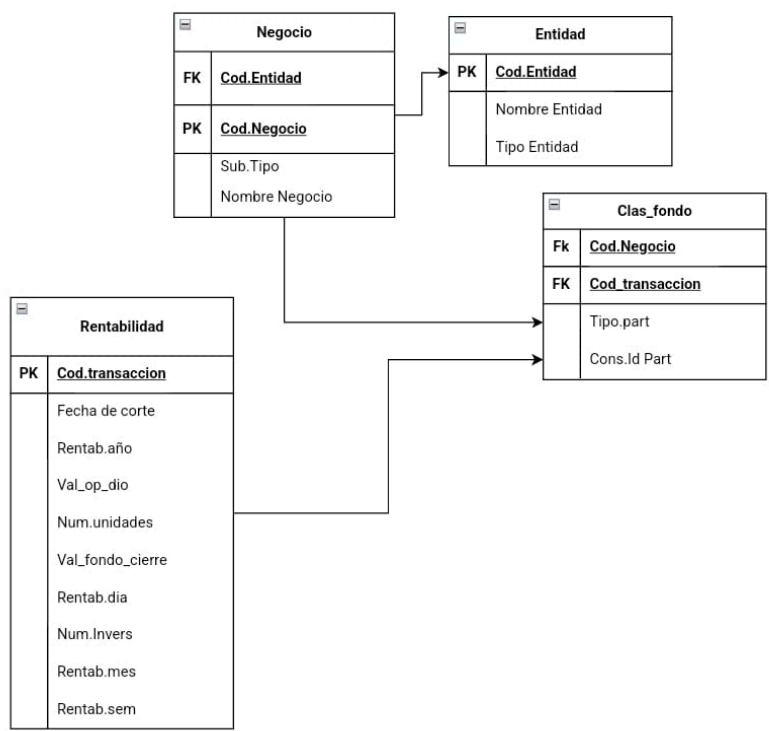 Negocio
FK Cod.Entidad
PK Cod.Negocio
Sub.Tipo
Nombre Negocio
Entidad
PK Cod.Entidad
Nombre Entidad
Tipo Entidad
Clas_fondo
Fk Cod.Negocio
FK Cod_transaccion
Tipo.part
Cons.Id Part
Rentabilidad
PK Cod.transaccion
Fecha de corte
Rentab.año
Val_op_dio
Num.unidades
Val_fondo_cierre
Rentab.dia
Num.Invers
Rentab.mes
Rentab.sem